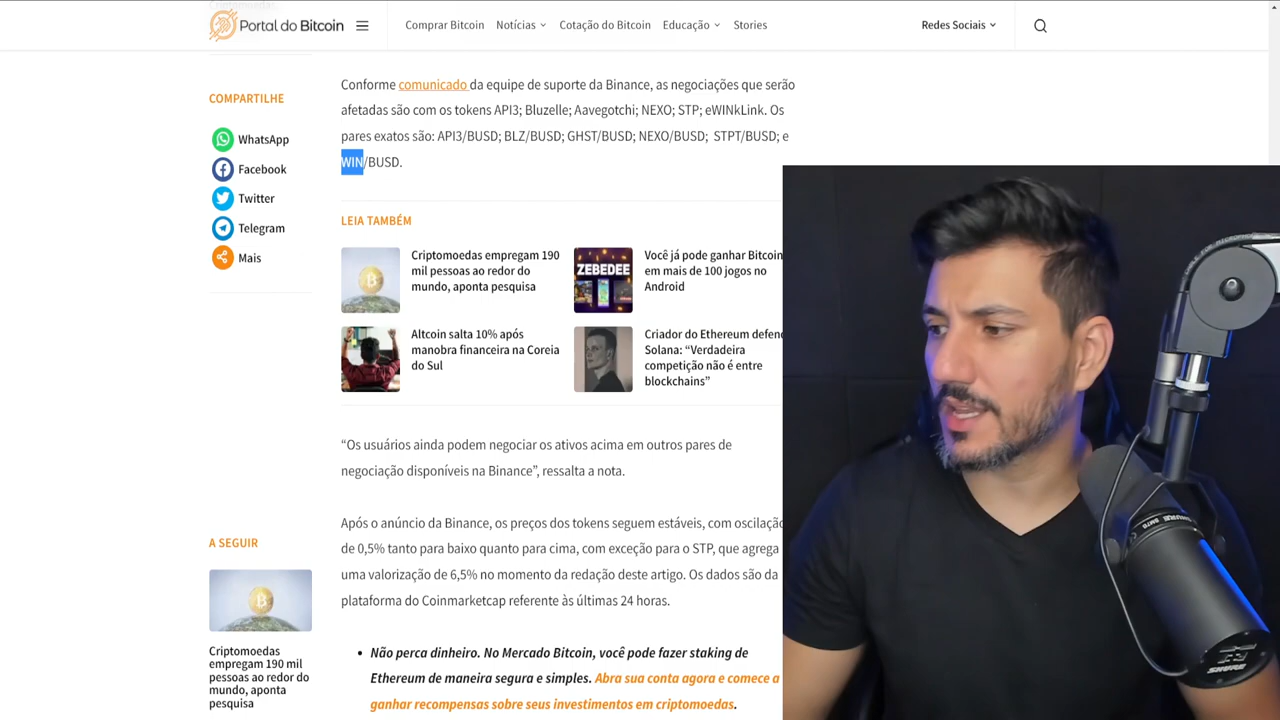 Portal do Bitcoin
Comprar Bitcoin
Notícias
Cotação do Bitcoin
Educação
Stories
Redes Sociais
COMPARTILHE
WhatsApp
Facebook
Twitter
Telegram
Mais
Conforme comunicado da equipe de suporte da Binance, as negociações que serão
afetadas são com os tokens API3; Bluzelle; Aavegotchi; NEXO; STP; eWINkLink. Os
pares exatos são: API3/BUSD; BLZ/BUSD; GHST/BUSD; NEXO/BUSD; STPT/BUSD; e
WIN/BUSD.
LEIA TAMBÉM
Criptomoedas empregam 190
mil pessoas ao redor do
mundo, aponta pesquisa
ZEBEDEE
Você já pode ganhar Bitcoin
em mais de 100 jogos no
Android
Altcoin salta 10% após
manobra financeira na Coreia
do Sul
Criador do Ethereum defend
Solana: “Verdadeira
competição não é entre
blockchains”
“Os usuários ainda podem negociar os ativos acima em outros pares de
negociação disponíveis na Binance”, ressalta a nota.
Após o anúncio da Binance, os preços dos tokens seguem estáveis, com oscilação
de 0,5% tanto para baixo quanto para cima, com exceção para o STP, que agrega
uma valorização de 6,5% no momento da redação deste artigo. Os dados são da
plataforma do Coinmarketcap referente às últimas 24 horas.
• Não perca dinheiro. No Mercado Bitcoin, você pode fazer staking de
Ethereum de maneira segura e simples. Abra sua conta agora e comece a
ganhar recompensas sobre seus investimentos em criptomoedas.
A SEGUIR
Criptomoedas
empregam 190 mil
pessoas ao redor do
mundo, aponta
pesquisa
SHURE SM7B
SHURE